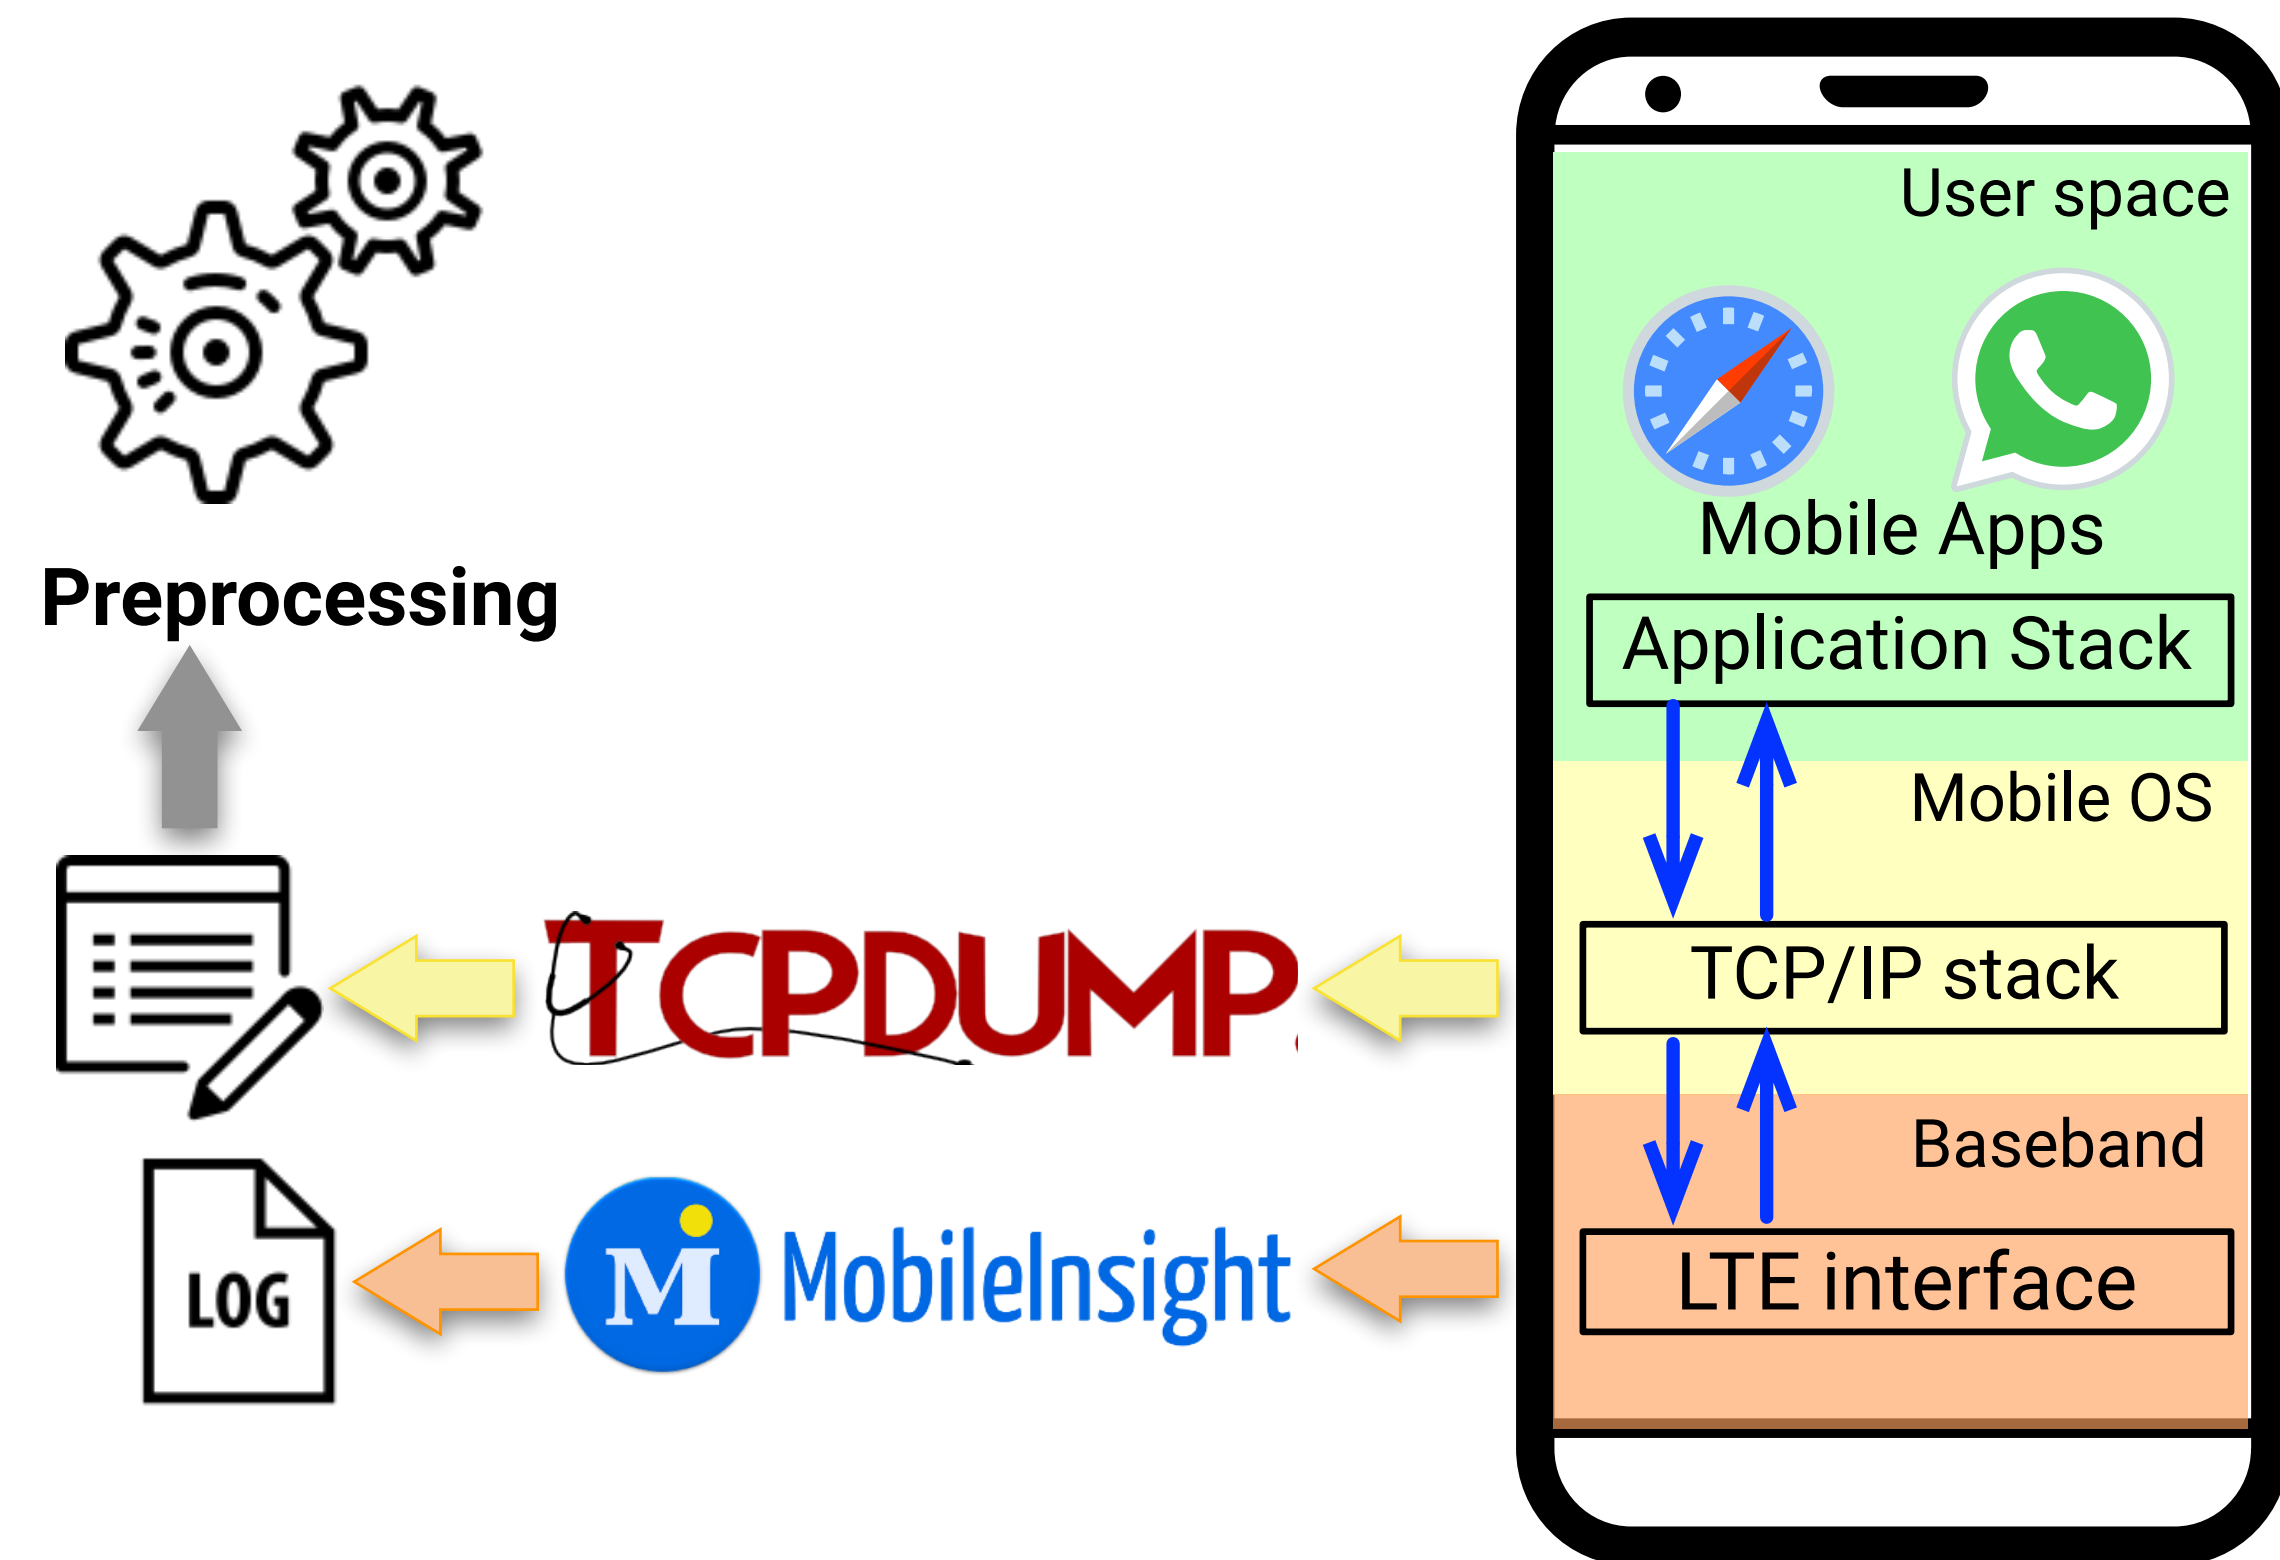 User space
Mobile Apps
Application Stack
Preprocessing
Mobile OS
TCPDUMP
TCP/IP stack
Baseband
LOG
M
MobileInsight
LTE interface